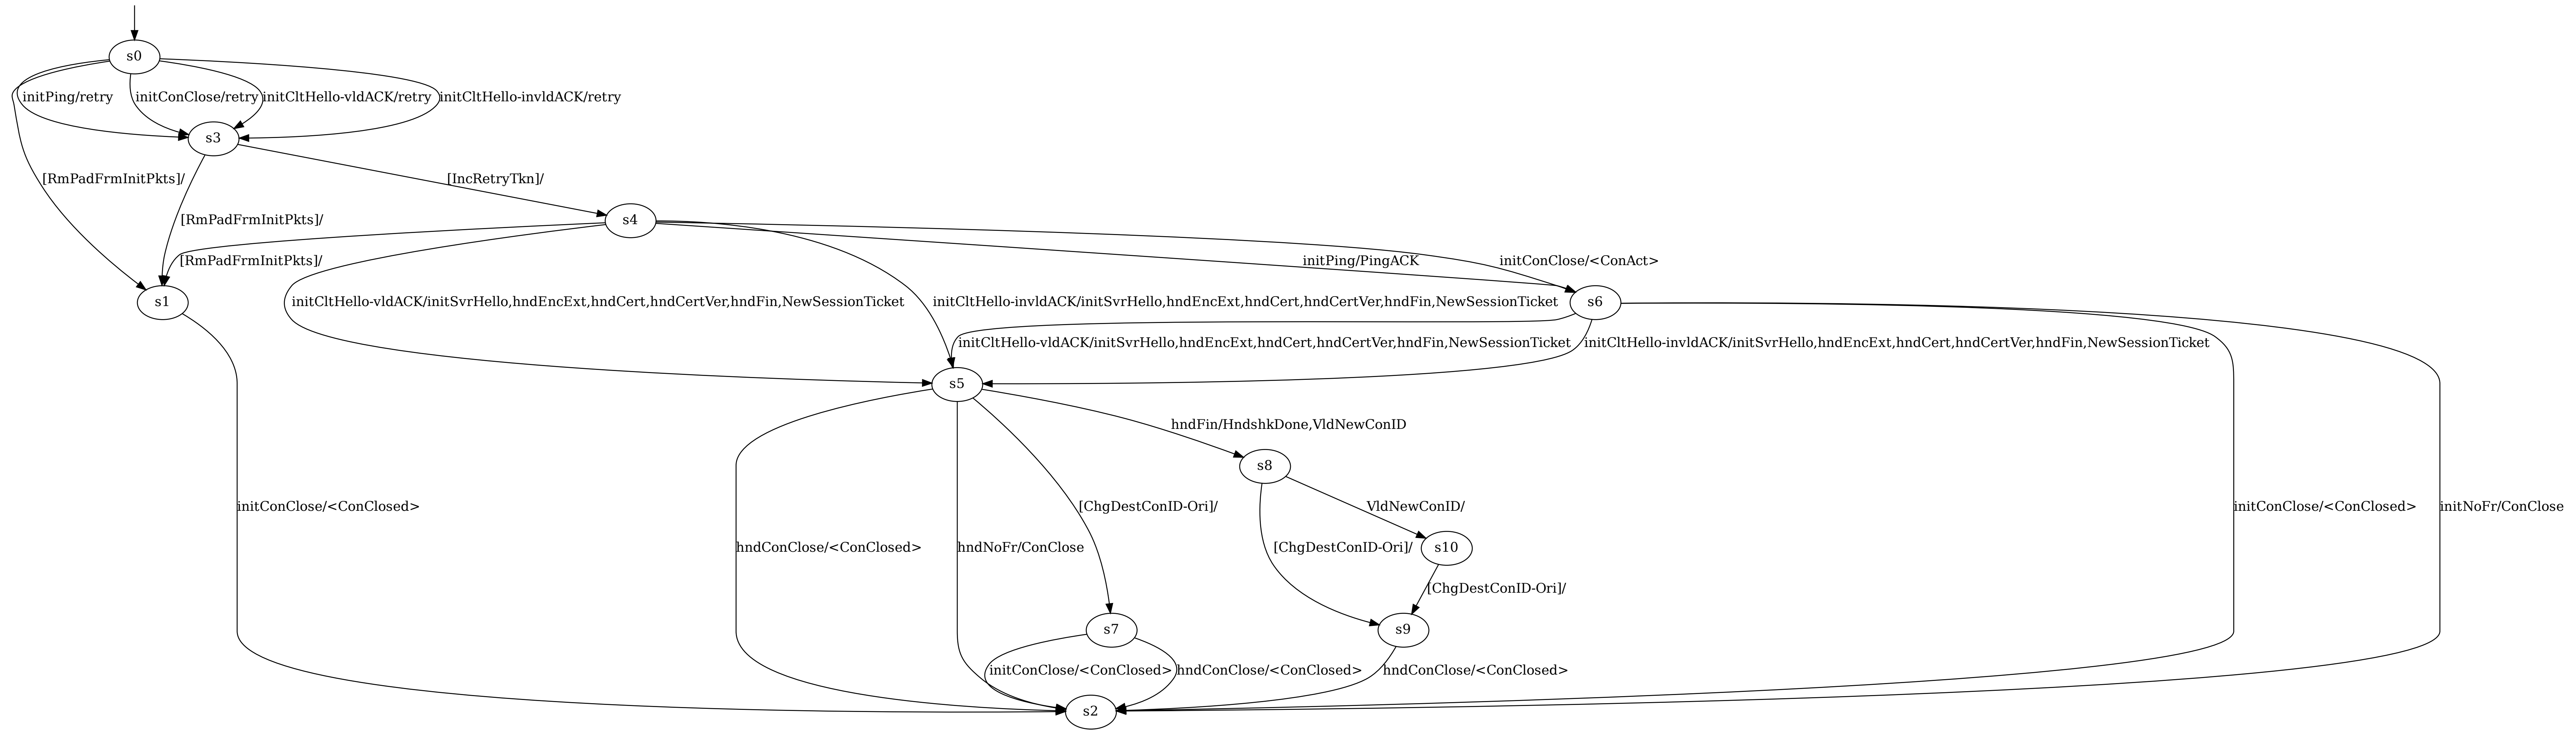 s0
initPing/retry
initConClose/retry
initCltHello-vldACK/retry
initCltHello-invldACK/retry
s3
[RmPadFrmInitPkts]/
[IncRetryTkn]/
[RmPadFrmInitPkts]/
s4
[RmPadFrmInitPkts]/
initPing/PingACK
initConClose/<ConAct>
s1
initCltHello-vldACK/initSvrHello,hndEncExt,hndCert,hndCertVer,hndFin,NewSessionTicket
initCltHello-invldACK/initSvrHello,hndEncExt,hndCert,hndCertVer,hndFin,NewSessionTicket
s6
initCltHello-vldACK/initSvrHello,hndEncExt,hndCert,hndCertVer,hndFin,NewSessionTicket
initCltHello-invldACK/initSvrHello,hndEncExt,hndCert,hndCertVer,hndFin,NewSessionTicket
s5
hndFin/HndshkDone,VldNewConID
s8
initConClose/<ConClosed>
[ChgDestConID-Ori]/
VldNewConID/
initConClose/<ConClosed>
initNoFr/ConClose
hndConClose/<ConClosed>
hndNoFr/ConClose
[ChgDestConID-Ori]/
s10
[ChgDestConID-Ori]/
s7
s9
initConClose/<ConClosed>
hndConClose/<ConClosed>
hndConClose/<ConClosed>
s2